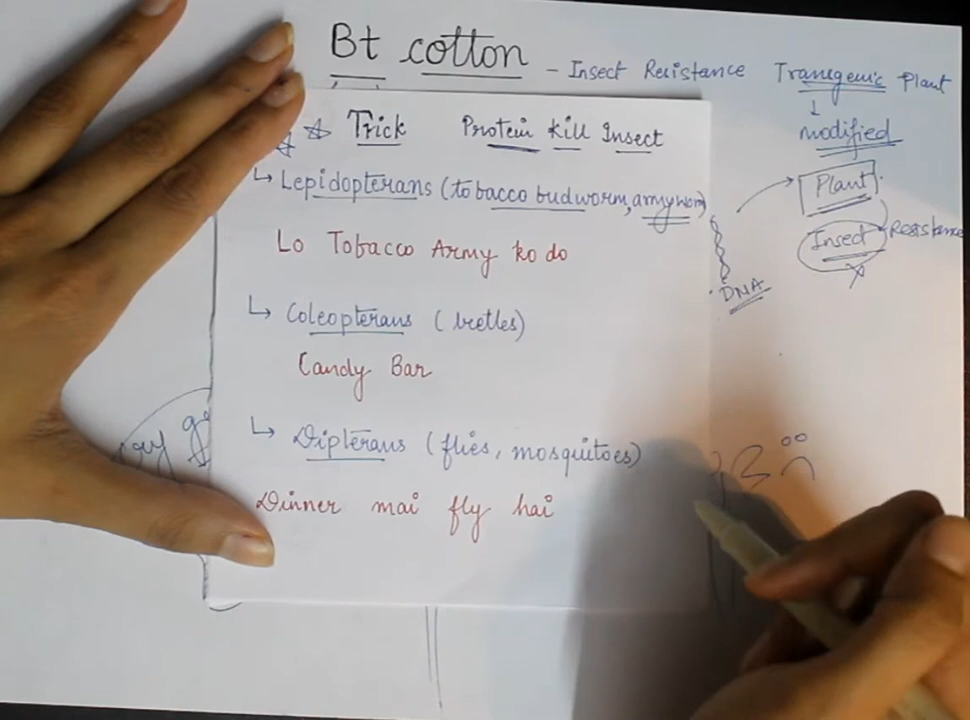 Bt cotton - Insect Resistance Transgenic Plant
↓
modified
Plant
Insect Resistance
DNA
Trick Protein kill Insect
↳ Lepidopterans (tobacco budworm, armyworm)
Lo Tobacco Army ko do
↳ Coleopterans (beetles)
Candy Bar
↳ Dipterans (flies, mosquitoes)
Dinner mai fly hai